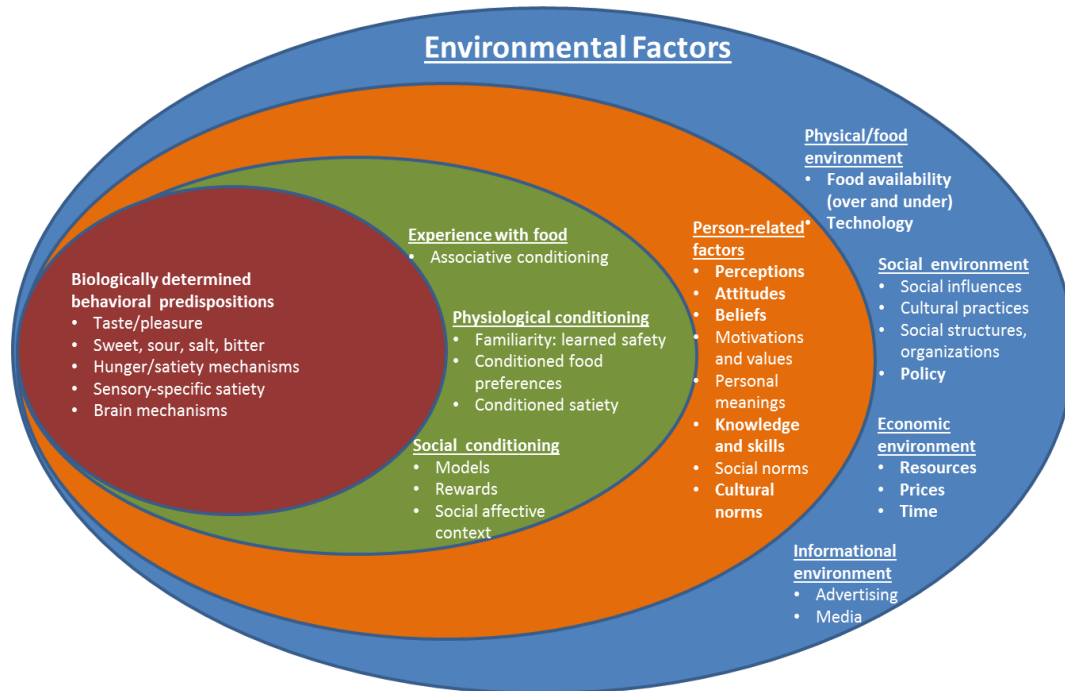 Environmental Factors
Biologically determined
behavioral predispositions
• Taste/pleasure
• Sweet, sour, salt, bitter
• Hunger/satiety mechanisms
• Sensory-specific satiety
• Brain mechanisms
Experience with food
• Associative conditioning
Physiological conditioning
• Familiarity: learned safety
• Conditioned food
preferences
• Conditioned satiety
Social conditioning
• Models
• Rewards
• Social affective
context
Person-related
factors
• Perceptions
• Attitudes
• Beliefs
• Motivations
and values
• Personal
meanings
• Knowledge
and skills
• Social norms
• Cultural
norms
Physical/food
environment
• Food availability
(over and under)
• Technology
Social environment
• Social influences
• Cultural practices
• Social structures,
organizations
• Policy
Economic
environment
• Resources
• Prices
• Time
Informational
environment
• Advertising
• Media